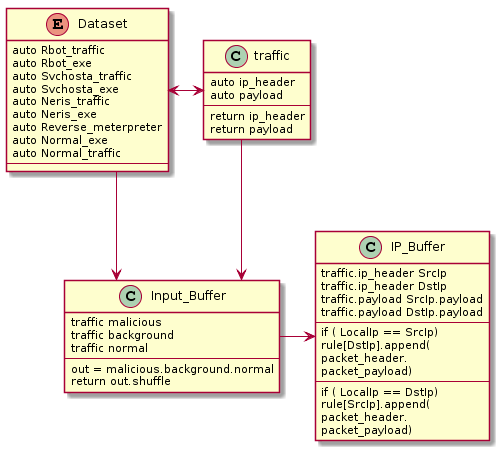 E Dataset
auto Rbot_traffic
auto Rbot_exe
auto Svchosta_traffic
auto Svchosta_exe
auto Neris_traffic
auto Neris_exe
auto Reverse_meterpreter
auto Normal_exe
auto Normal_traffic
C traffic
auto ip_header
auto payload
return ip_header
return payload
C Input_Buffer
traffic malicious
traffic background
traffic normal
out = malicious.background.normal
return out.shuffle
C IP_Buffer
traffic.ip_header SrcIp
traffic.ip_header DstIp
traffic.payload SrcIp.payload
traffic.payload DstIp.payload
if ( LocalIp == SrcIp)
rule[DstIp].append(
packet_header.
packet_payload)
if ( LocalIp == DstIp)
rule[SrcIp].append(
packet_header.
packet_payload)